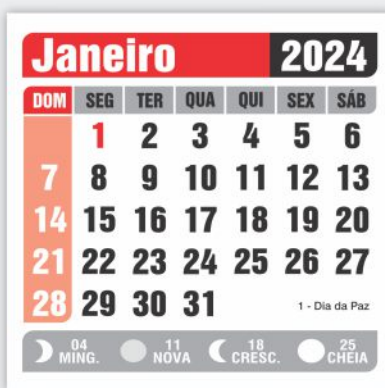 Janeiro 2024
DOM SEG TER QUA QUI SEX SÁB
1 2 3 4 5 6
7 8 9 10 11 12 13
14 15 16 17 18 19 20
21 22 23 24 25 26 27
28 29 30 31 1 - Dia da Paz
04 11 18 25
MING. NOVA CRESC. CHEIA